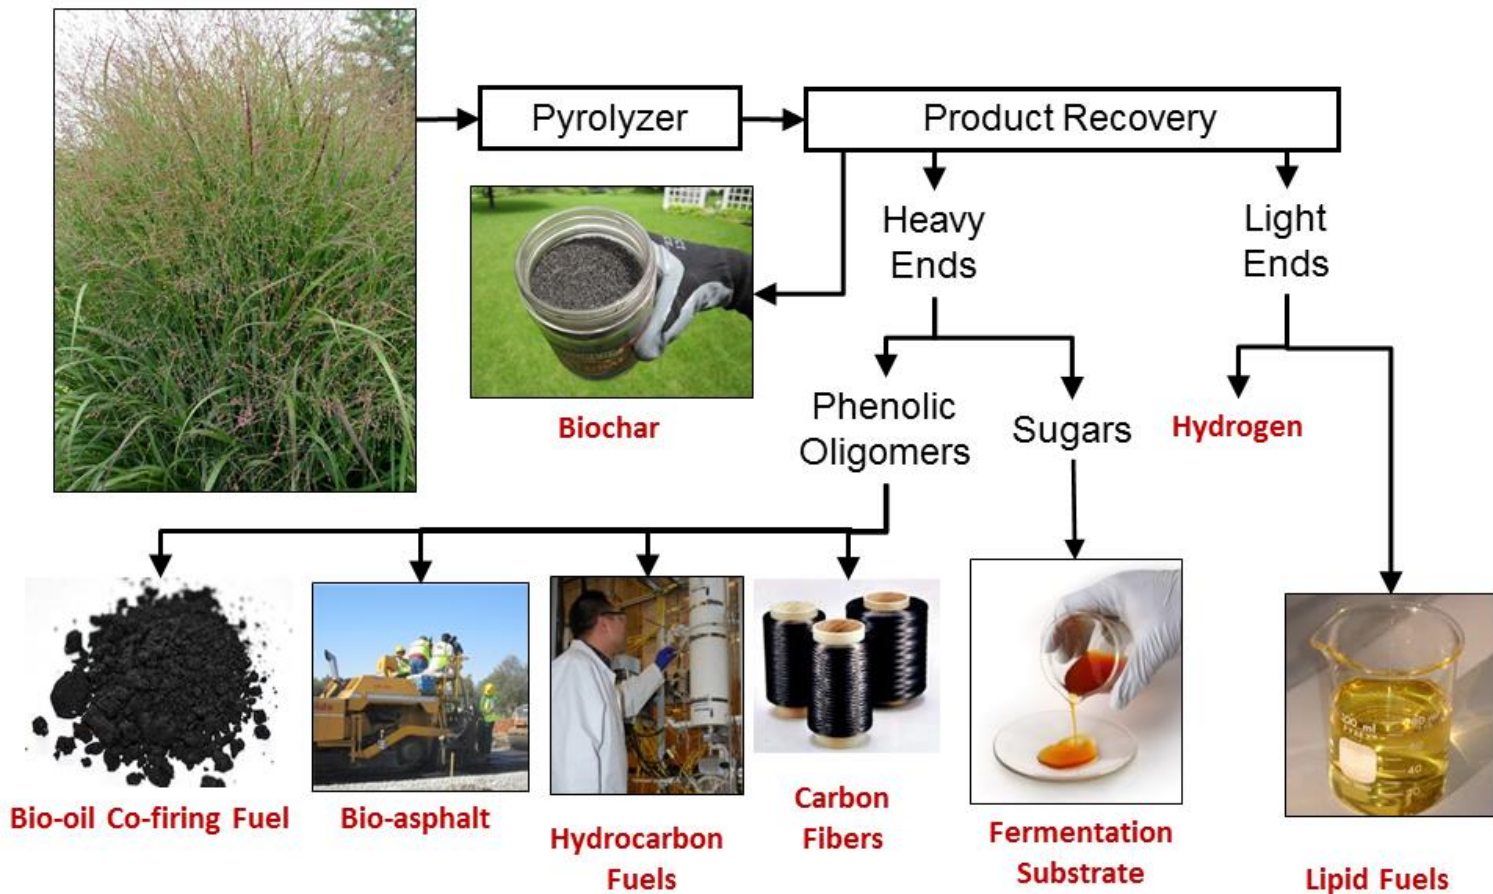 Pyrolyzer
Product Recovery
Heavy
Ends
Light
Ends
Biochar
Phenolic
Oligomers
Sugars
Hydrogen
Bio-oil Co-firing Fuel
Bio-asphalt
Hydrocarbon
Fuels
Carbon
Fibers
Fermentation
Substrate
Lipid Fuels